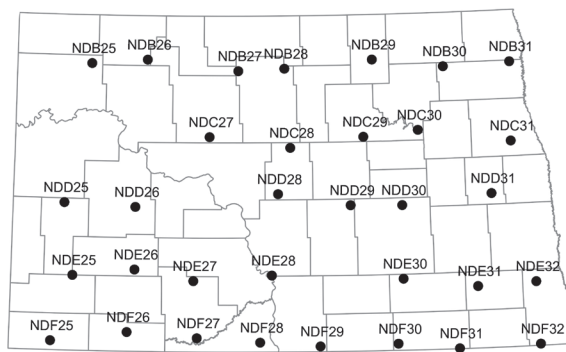 NDB25 NDB26 NDB27 NDB28 NDB29 NDB30 NDB31
NDC27 NDC28 NDC29 NDC30 NDC31
NDD25 NDD26 NDD28 NDD29 NDD30 NDD31
NDE25 NDE26 NDE27 NDE28 NDE30 NDE31 NDE32
NDF25 NDF26 NDF27 NDF28 NDF29 NDF30 NDF31 NDF32